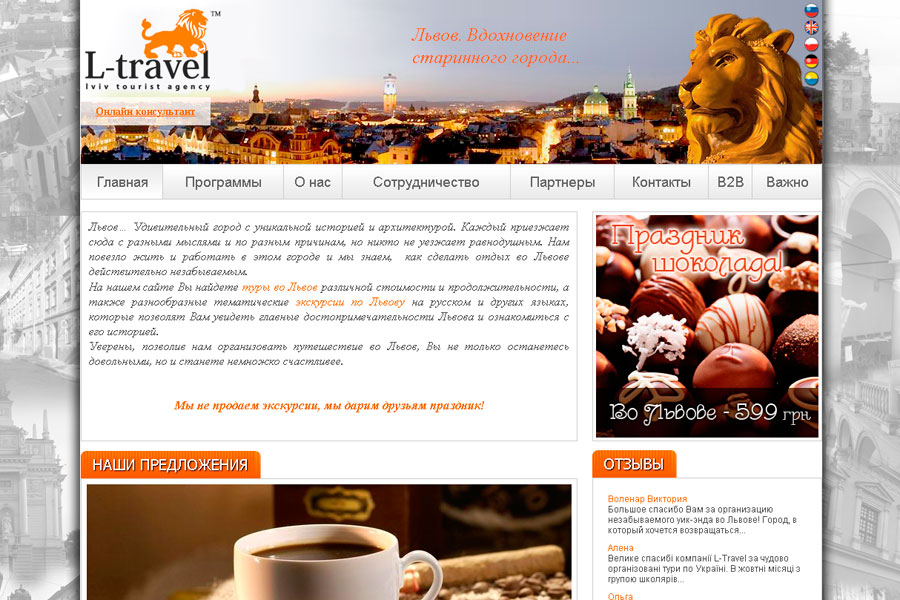 L-travel™
lviv tourist agency
Онлайн консультант
Львов. Вдохновение
старинного города...
Главная Программы О нас Сотрудничество Партнеры Контакты B2B Важно
Львов... Удивительный город с уникальной историей и архитектурой. Каждый приезжает
сюда с разными мыслями и по разным причинам, но никто не уезжает равнодушным. Нам
повезло жить и работать в этом городе и мы знаем, как сделать отдых во Львове
действительно незабываемым.
На нашем сайте Вы найдете туры во Львов различной стоимости и продолжительности, а
также разнообразные тематические экскурсии по Львову на русском и других языках,
которые позволят Вам увидеть главные достопримечательности Львова и ознакомиться с
его историей.
Уверены, позволив нам организовать путешествие во Львов, Вы не только останетесь
довольными, но и станете немножко счастливее.
Мы не продаем экскурсии, мы дарим друзьям праздник!
Праздник
шоколада!
Во Львове - 599 грн
НАШИ ПРЕДЛОЖЕНИЯ
ОТЗЫВЫ
Воленар Виктория
Большое спасибо Вам за организацию
незабываемого уик-энда во Львове! Город, в
который хочется возвращаться...
Алена
Велике спасибі компанії L-Travel за чудово
організовані тури по Україні. В жовтні місяці з
групою школярів...
Ольга